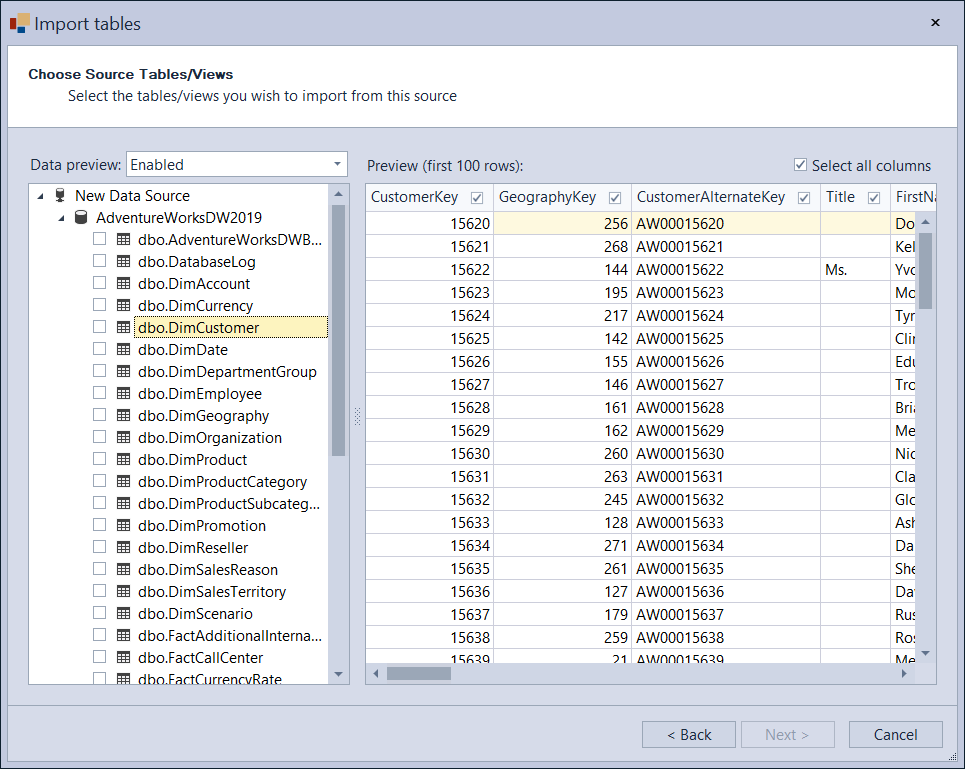 Import tables
Choose Source Tables/Views
Select the tables/views you wish to import from this source
Data preview: Enabled
Preview (first 100 rows): Select all columns
New Data Source
AdventureWorksDW2019
dbo.AdventureWorksDWB...
dbo.DatabaseLog
dbo.DimAccount
dbo.DimCurrency
dbo.DimCustomer
dbo.DimDate
dbo.DimDepartmentGroup
dbo.DimEmployee
dbo.DimGeography
dbo.DimOrganization
dbo.DimProduct
dbo.DimProductCategory
dbo.DimProductSubcateg...
dbo.DimPromotion
dbo.DimReseller
dbo.DimSalesReason
dbo.DimSalesTerritory
dbo.DimScenario
dbo.FactAdditionalInterna...
dbo.FactCallCenter
dbo.FactCurrencyRate
CustomerKey GeographyKey CustomerAlternateKey Title FirstNa
15620 256 AW00015620 Do
15621 268 AW00015621 Kel
15622 144 AW00015622 Ms. Yvo
15623 195 AW00015623 Mo
15624 217 AW00015624 Tyr
15625 142 AW00015625 Clin
15626 155 AW00015626 Edu
15627 146 AW00015627 Tro
15628 161 AW00015628 Bria
15629 162 AW00015629 Me
15630 260 AW00015630 Nic
15631 263 AW00015631 Cla
15632 245 AW00015632 Glo
15633 128 AW00015633 Ash
15634 271 AW00015634 Da
15635 261 AW00015635 She
15636 127 AW00015636 Dav
15637 179 AW00015637 Rus
15638 259 AW00015638 Ros
15639 21 AW00015639 Me
< Back Next > Cancel